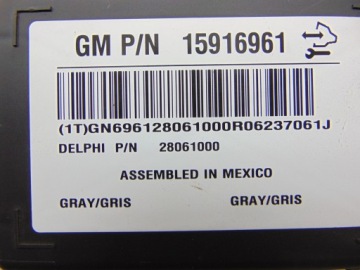 GM P/N 15916961
(1T)GN696128061000R06237061J
DELPHI P/N 28061000
ASSEMBLED IN MEXICO
GRAY/GRIS GRAY/GRIS